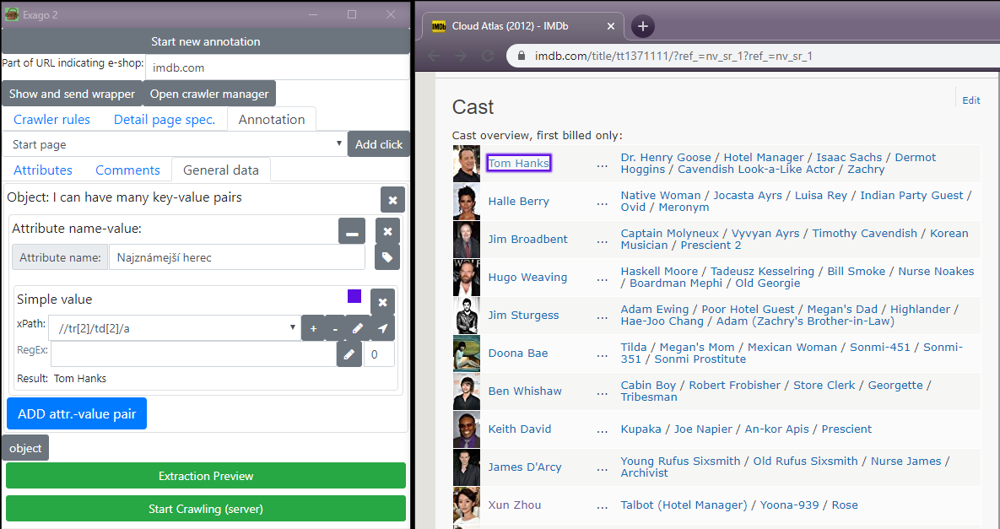 Exago 2
Start new annotation
Part of URL indicating e-shop: imdb.com
Show and send wrapper Open crawler manager
Crawler rules Detail page spec. Annotation
Start page Add click
Attributes Comments General data
Object: I can have many key-value pairs
Attribute name-value:
Attribute name: Najznámejší herec
Simple value
xPath: //tr[2]/td[2]/a + -
RegEx: 0
Result: Tom Hanks
ADD attr.-value pair
object
Extraction Preview
Start Crawling (server)
IMDb Cloud Atlas (2012) - IMDb
imdb.com/title/tt1371111/?ref_=nv_sr_1?ref_=nv_sr_1
Cast
Edit
Cast overview, first billed only:
Tom Hanks ... Dr. Henry Goose / Hotel Manager / Isaac Sachs / Dermot
Hoggins / Cavendish Look-a-Like Actor / Zachry
Halle Berry ... Native Woman / Jocasta Ayrs / Luisa Rey / Indian Party Guest /
Ovid / Meronym
Jim Broadbent ... Captain Molyneux / Vyvyan Ayrs / Timothy Cavendish / Korean
Musician / Prescient 2
Hugo Weaving ... Haskell Moore / Tadeusz Kesselring / Bill Smoke / Nurse Noakes
/ Boardman Mephi / Old Georgie
Jim Sturgess ... Adam Ewing / Poor Hotel Guest / Megan's Dad / Highlander /
Hae-Joo Chang / Adam (Zachry's Brother-in-Law)
Doona Bae ... Tilda / Megan's Mom / Mexican Woman / Sonmi-451 / Sonmi-
351 / Sonmi Prostitute
Ben Whishaw ... Cabin Boy / Robert Frobisher / Store Clerk / Georgette /
Tribesman
Keith David ... Kupaka / Joe Napier / An-kor Apis / Prescient
James D'Arcy ... Young Rufus Sixsmith / Old Rufus Sixsmith / Nurse James /
Archivist
Xun Zhou ... Talbot (Hotel Manager) / Yoona-939 / Rose